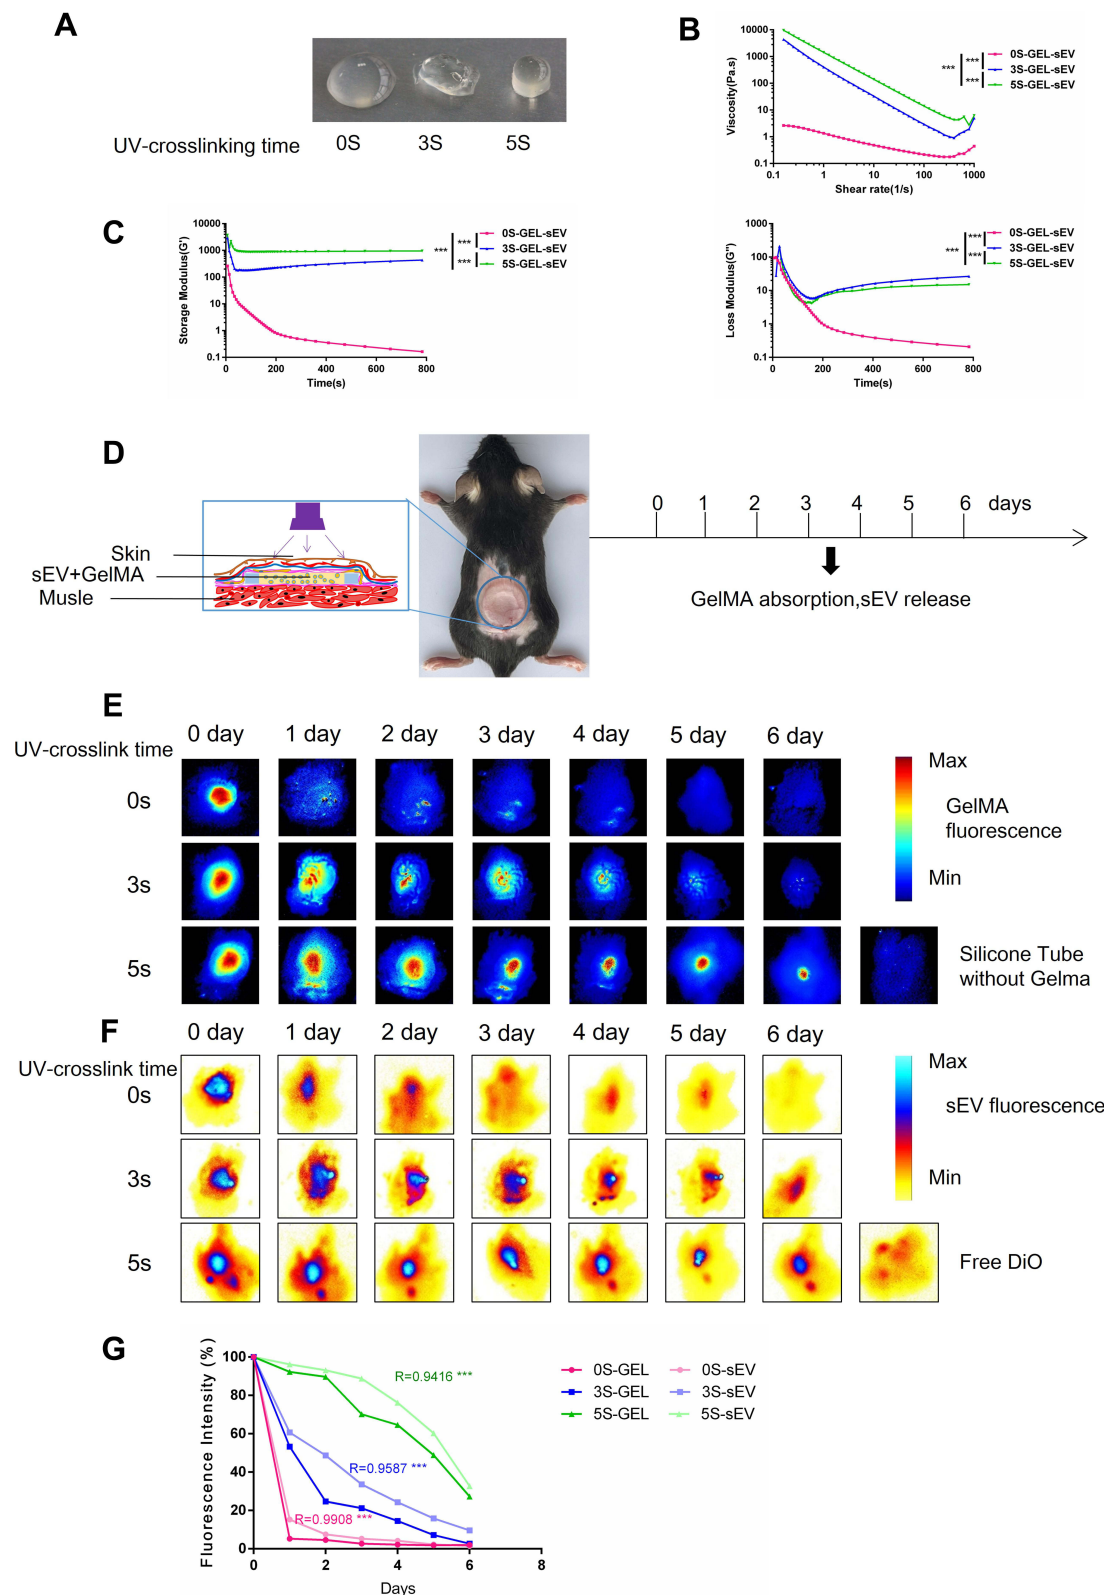 A
UV-crosslinking time
0S
3S
5S
B
Viscosity(Pa.s)
10000
1000
100
10
1
0.1
0.1
1
10
100
1000
Shear rate(1/s)
***
***
***
0S-GEL-sEV
3S-GEL-sEV
5S-GEL-sEV
C
Storage Modulus(G')
10000
1000
100
10
1
0.1
0
200
400
600
800
Time(s)
***
***
***
0S-GEL-sEV
3S-GEL-sEV
5S-GEL-sEV
Loss Modulus(G'')
1000
100
10
1
0.1
0
200
400
600
800
Time(s)
***
***
***
0S-GEL-sEV
3S-GEL-sEV
5S-GEL-sEV
D
Skin
sEV+GelMA
Musle
0 1 2 3 4 5 6 days
GelMA absorption,sEV release
E
UV-crosslink time
0 day
1 day
2 day
3 day
4 day
5 day
6 day
0s
3s
5s
Max
GelMA
fluorescence
Min
Silicone Tube
without Gelma
F
UV-crosslink time
0 day
1 day
2 day
3 day
4 day
5 day
6 day
0s
3s
5s
Max
sEV fluorescence
Min
Free DiO
G
Fluorescence Intensity (%)
100
80
60
40
20
0
0
2
4
6
8
Days
R=0.9416 ***
R=0.9587 ***
R=0.9908 ***
0S-GEL
3S-GEL
5S-GEL
0S-sEV
3S-sEV
5S-sEV